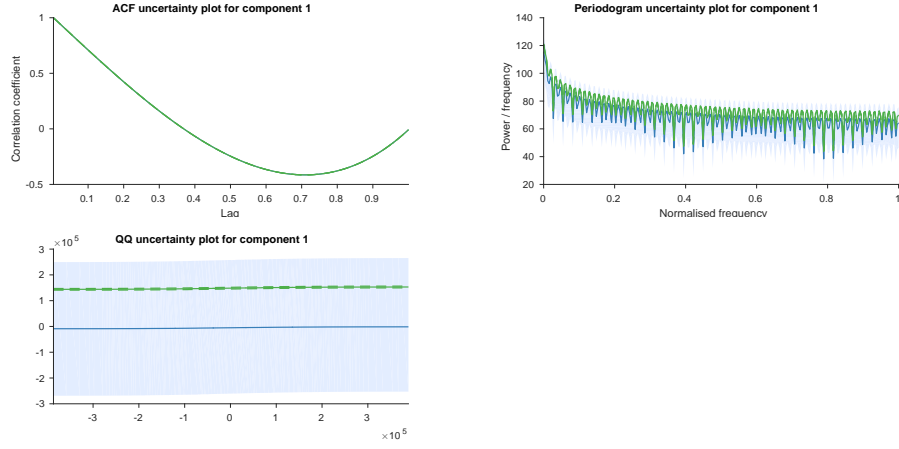 ACF uncertainty plot for component 1
1
0.5
0
-0.5
Correlation coefficient
0.1 0.2 0.3 0.4 0.5 0.6 0.7 0.8 0.9
Lag
Periodogram uncertainty plot for component 1
140
120
100
80
60
40
20
Power / frequency
0 0.2 0.4 0.6 0.8 1
Normalised frequency
QQ uncertainty plot for component 1
×10 5
3
2
1
0
-1
-2
-3
-3 -2 -1 0 1 2 3
×10 5